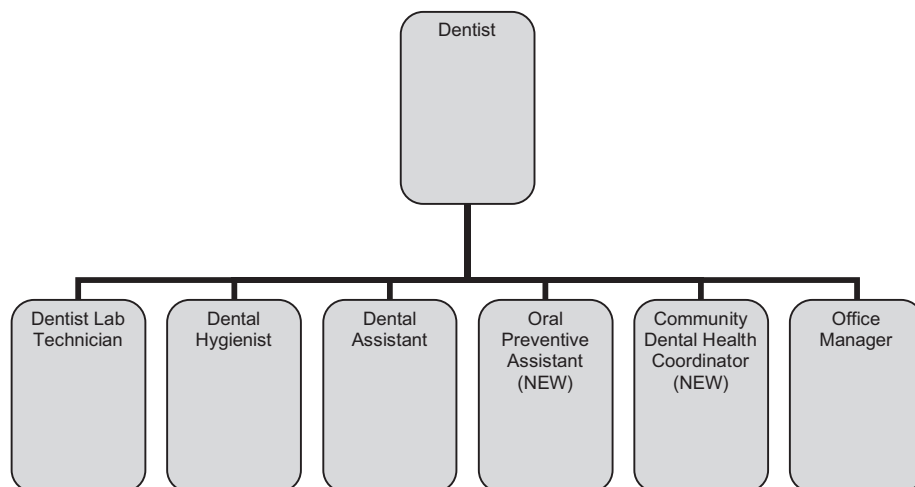 Dentist
Dentist Lab
Technician
Dental
Hygienist
Dental
Assistant
Oral
Preventive
Assistant
(NEW)
Community
Dental Health
Coordinator
(NEW)
Office
Manager